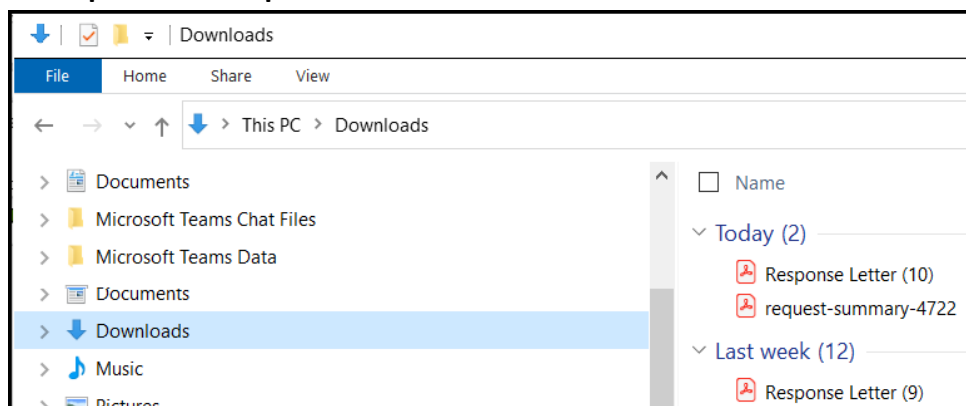 Downloads
File Home Share View
This PC > Downloads
Documents
Microsoft Teams Chat Files
Microsoft Teams Data
Documents
Downloads
Music
Pictures
Name
Today (2)
Response Letter (10)
request-summary-4722
Last week (12)
Response Letter (9)